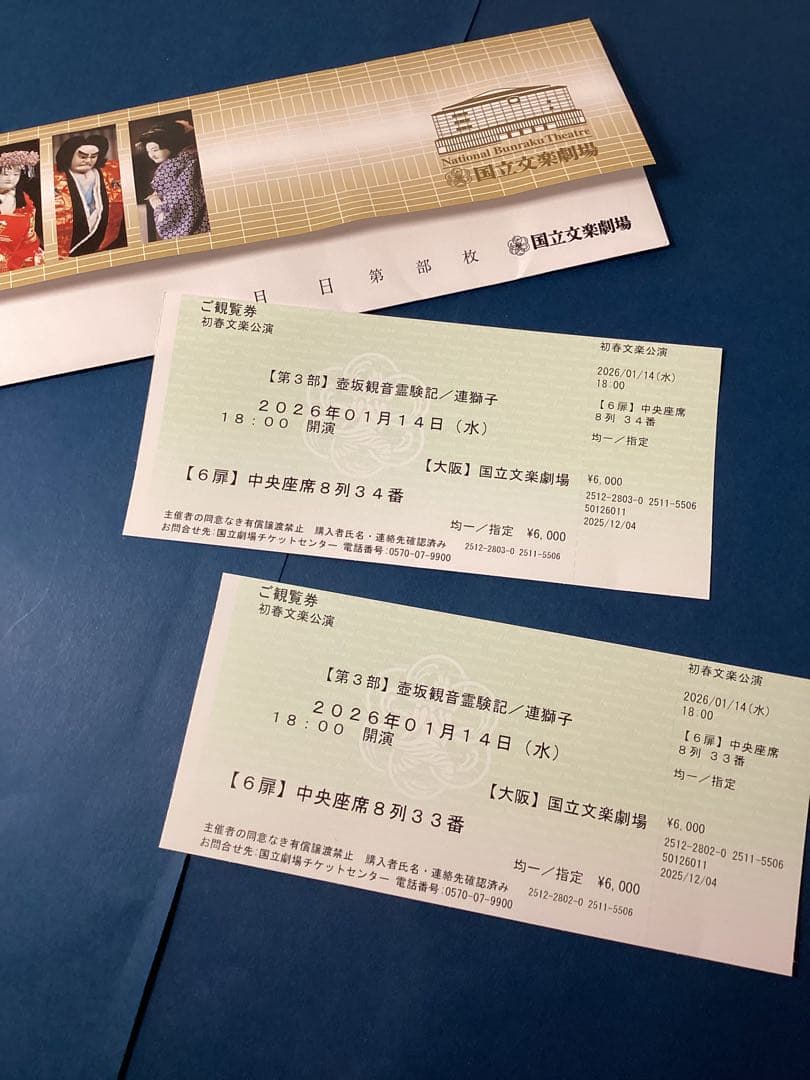 National Bunraku Theatre
国立文楽劇場
国立文楽劇場
月 日 第 部 枚
ご観覧券
初春文楽公演
【第3部】壺坂観音霊験記／連獅子
2026年01月14日（水）
18：00 開演
【大阪】国立文楽劇場
【6扉】中央座席8列34番
均一／指定 ¥6,000
主催者の同意なき有償譲渡禁止 購入者氏名・連絡先確認済み
お問合せ先:国立劇場チケットセンター 電話番号:0570-07-9900
2512-2803-0 2511-5506
初春文楽公演
2026/01/14(水)
18:00
【6扉】中央座席
8列 34番
均一／指定
¥6,000
2512-2803-0 2511-5506
50126011
2025/12/04
ご観覧券
初春文楽公演
【第3部】壺坂観音霊験記／連獅子
2026年01月14日（水）
18：00 開演
【大阪】国立文楽劇場
【6扉】中央座席8列33番
均一／指定 ¥6,000
主催者の同意なき有償譲渡禁止 購入者氏名・連絡先確認済み
お問合せ先:国立劇場チケットセンター 電話番号:0570-07-9900
2512-2802-0 2511-5506
初春文楽公演
2026/01/14(水)
18:00
【6扉】中央座席
8列 33番
均一／指定
¥6,000
2512-2802-0 2511-5506
50126011
2025/12/04